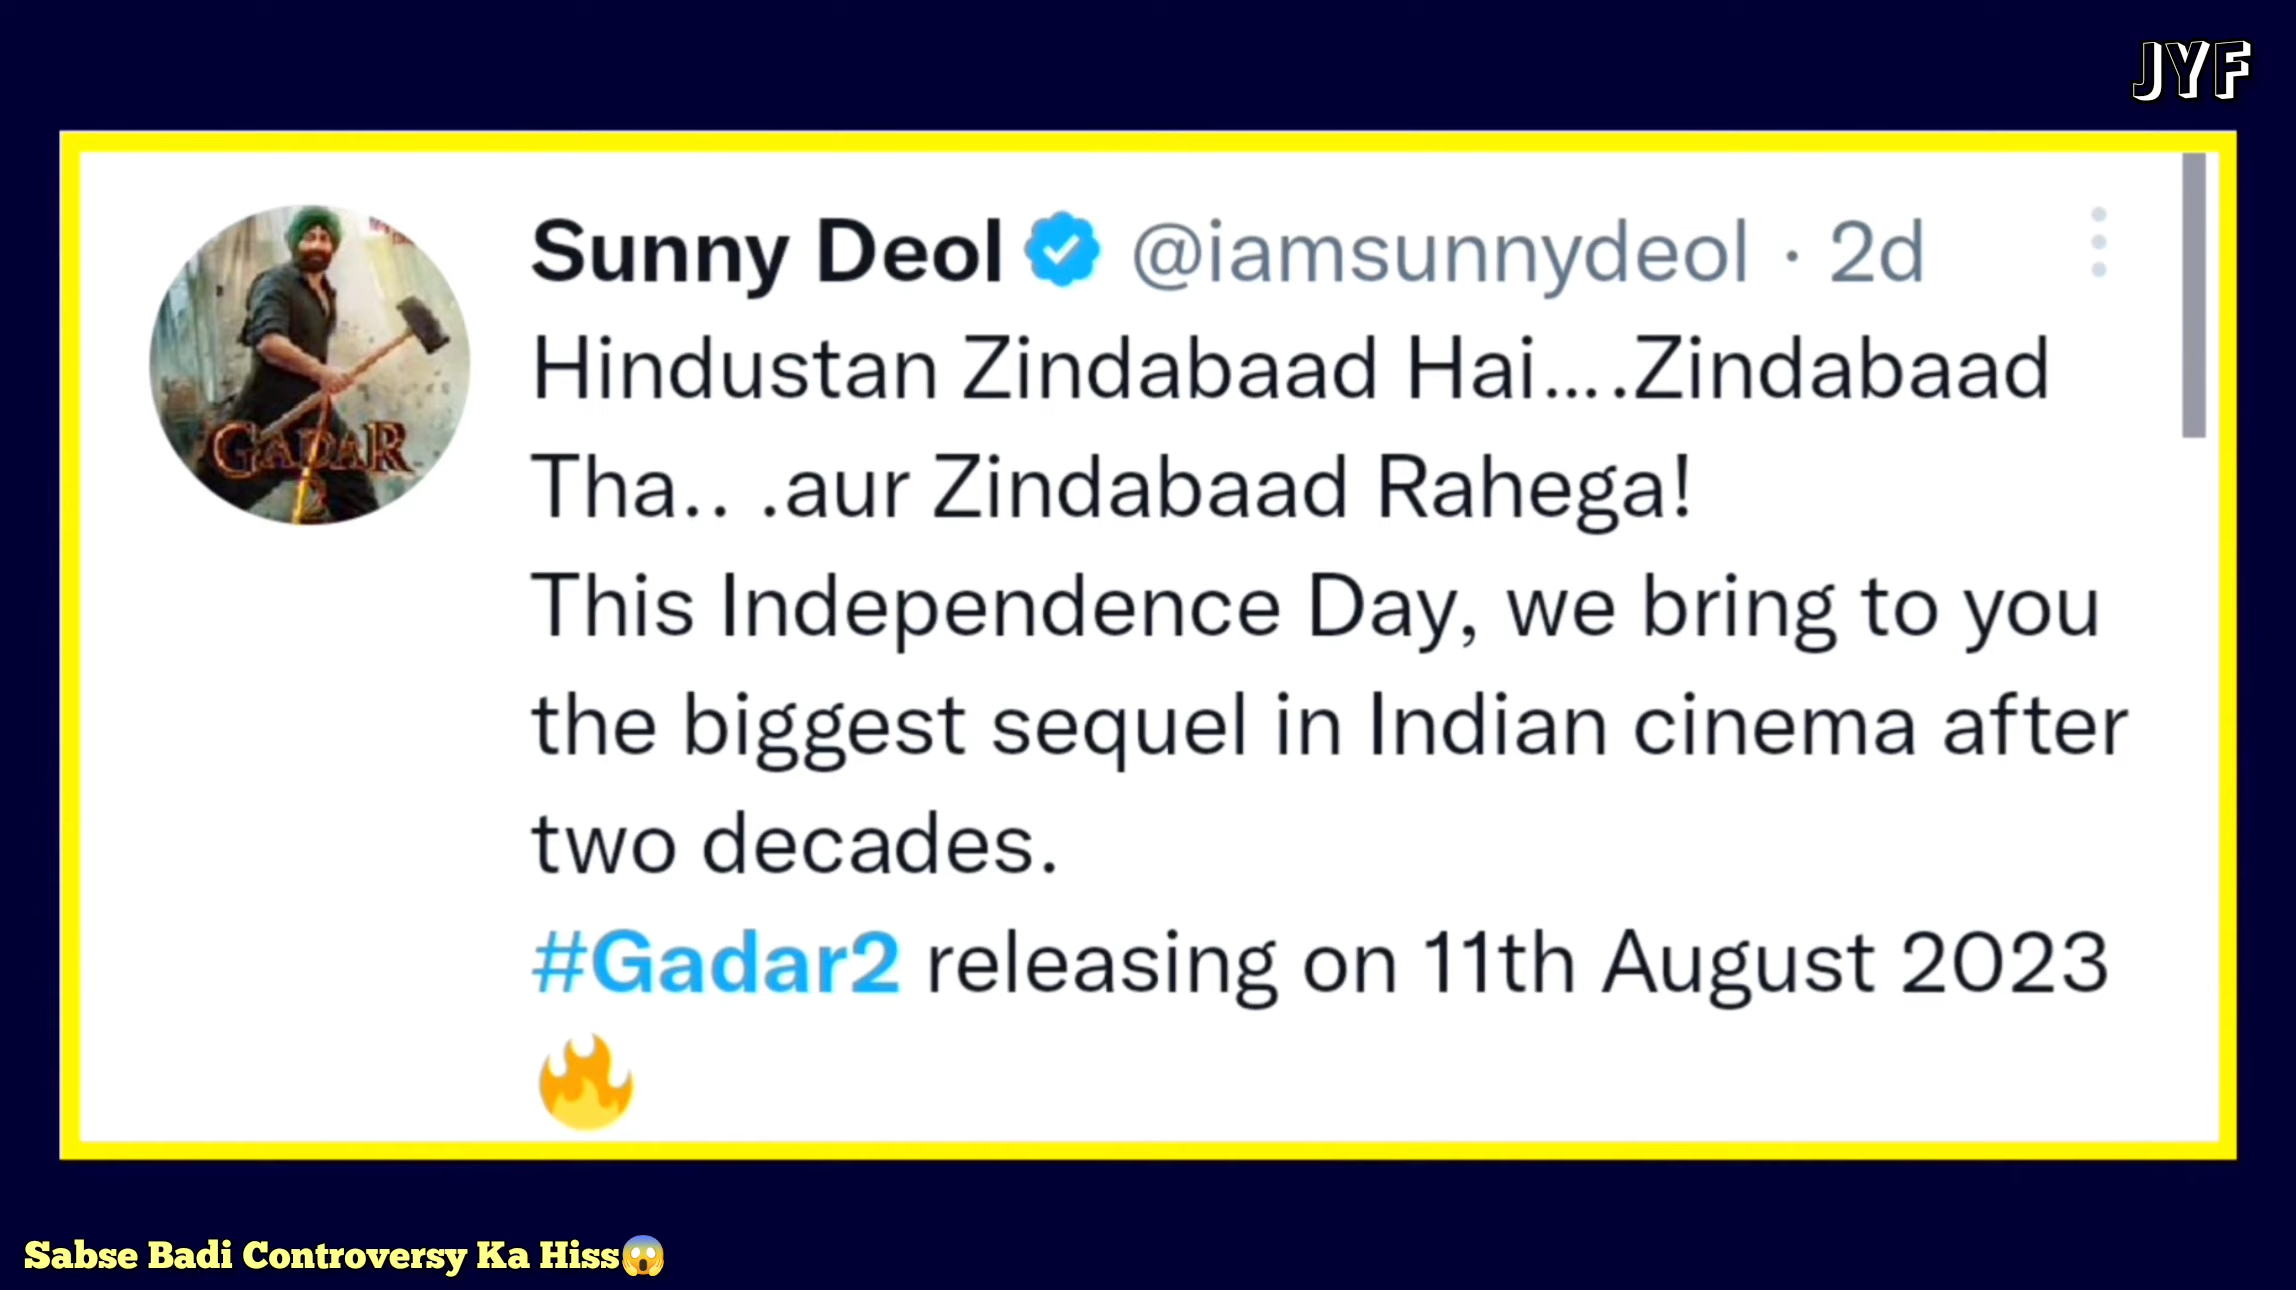 JYF
Sunny Deol @iamsunnydeol · 2d
Hindustan Zindabaad Hai....Zindabaad
Tha.. .aur Zindabaad Rahega!
This Independence Day, we bring to you
the biggest sequel in Indian cinema after
two decades.
#Gadar2 releasing on 11th August 2023
🔥
GADAR
2
Sabse Badi Controversy Ka Hiss😱